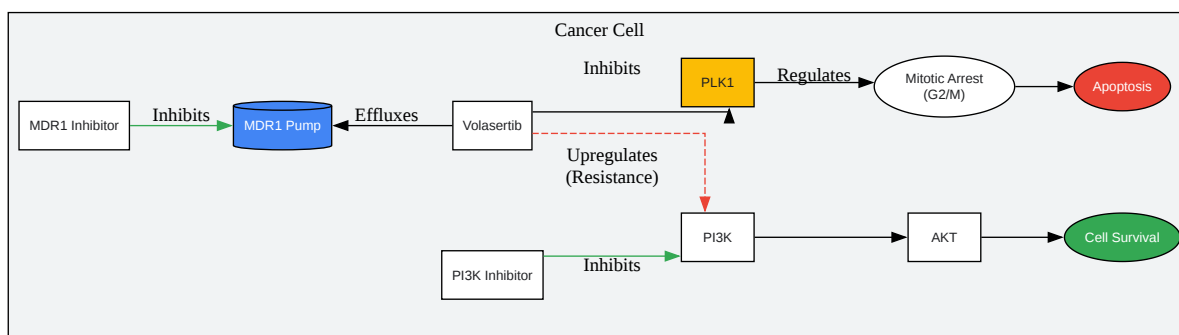 Cancer Cell
Inhibits
PLK1
Regulates
Mitotic Arrest
(G2/M)
Apoptosis
MDR1 Inhibitor
Inhibits
MDR1 Pump
Effluxes
Volasertib
Upregulates
(Resistance)
PI3K
AKT
Cell Survival
PI3K Inhibitor
Inhibits